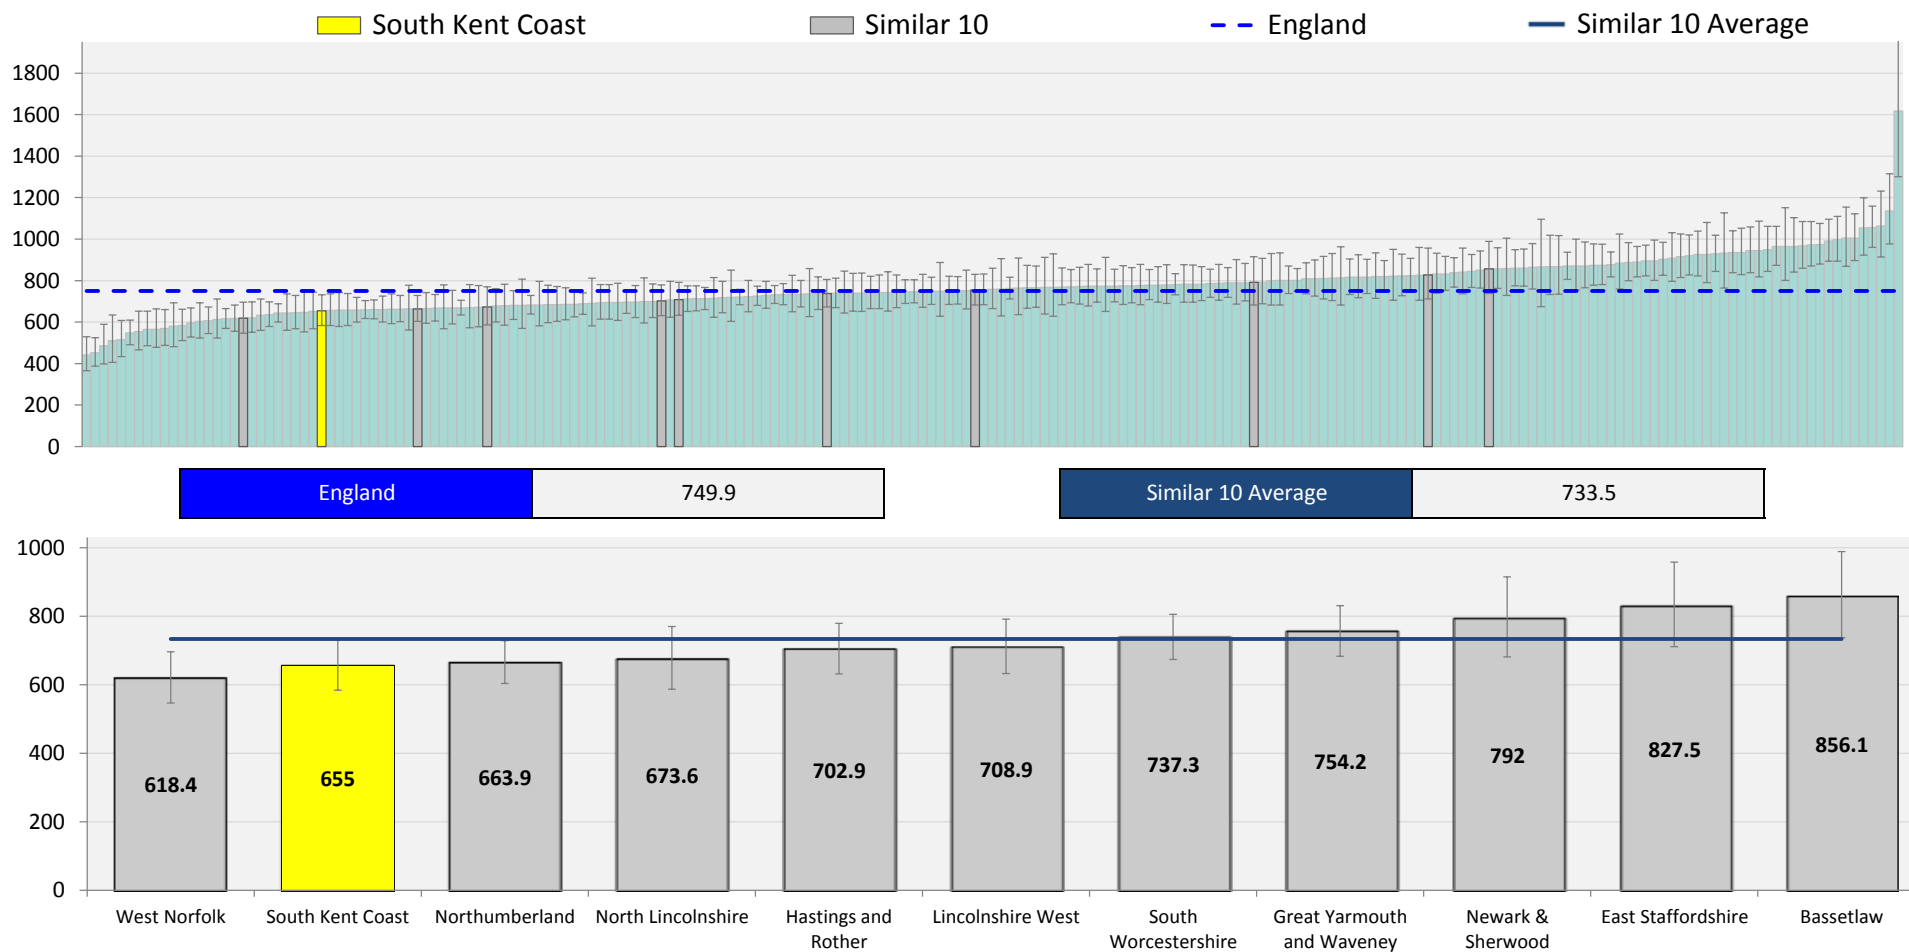 South Kent Coast
Similar 10
England
Similar 10 Average
1800
1600
1400
1200
1000
800
600
400
200
0
England
749.9
Similar 10 Average
733.5
1000
800
600
400
200
0
618.4
655
663.9
673.6
702.9
708.9
737.3
754.2
792
827.5
856.1
West Norfolk
South Kent Coast
Northumberland
North Lincolnshire
Hastings and
Rother
Lincolnshire West
South
Worcestershire
Great Yarmouth
and Waveney
Newark &
Sherwood
East Staffordshire
Bassetlaw